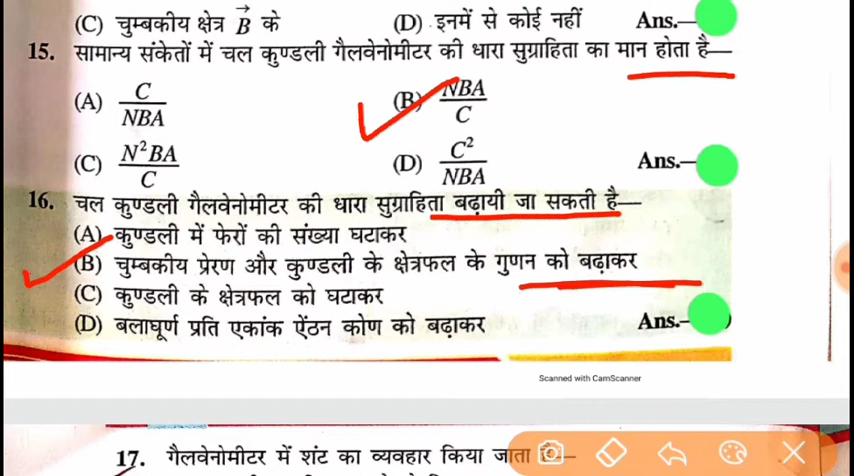 (C) चुम्बकीय क्षेत्र B⃗ के (D) इनमें से कोई नहीं Ans.—
15. सामान्य संकेतों में चल कुण्डली गैलवेनोमीटर की धारा सुग्राहिता का मान होता है—
(A) C/NBA (B) NBA/C
(C) N²BA/C (D) C²/NBA Ans.—
16. चल कुण्डली गैलवेनोमीटर की धारा सुग्राहिता बढ़ायी जा सकती है—
(A) कुण्डली में फेरों की संख्या घटाकर
(B) चुम्बकीय प्रेरण और कुण्डली के क्षेत्रफल के गुणन को बढ़ाकर
(C) कुण्डली के क्षेत्रफल को घटाकर
(D) बलाघूर्ण प्रति एकांक ऐंठन कोण को बढ़ाकर Ans.- )
Scanned with CamScanner
17. गैलवेनोमीटर में शंट का व्यवहार किया जाता है—